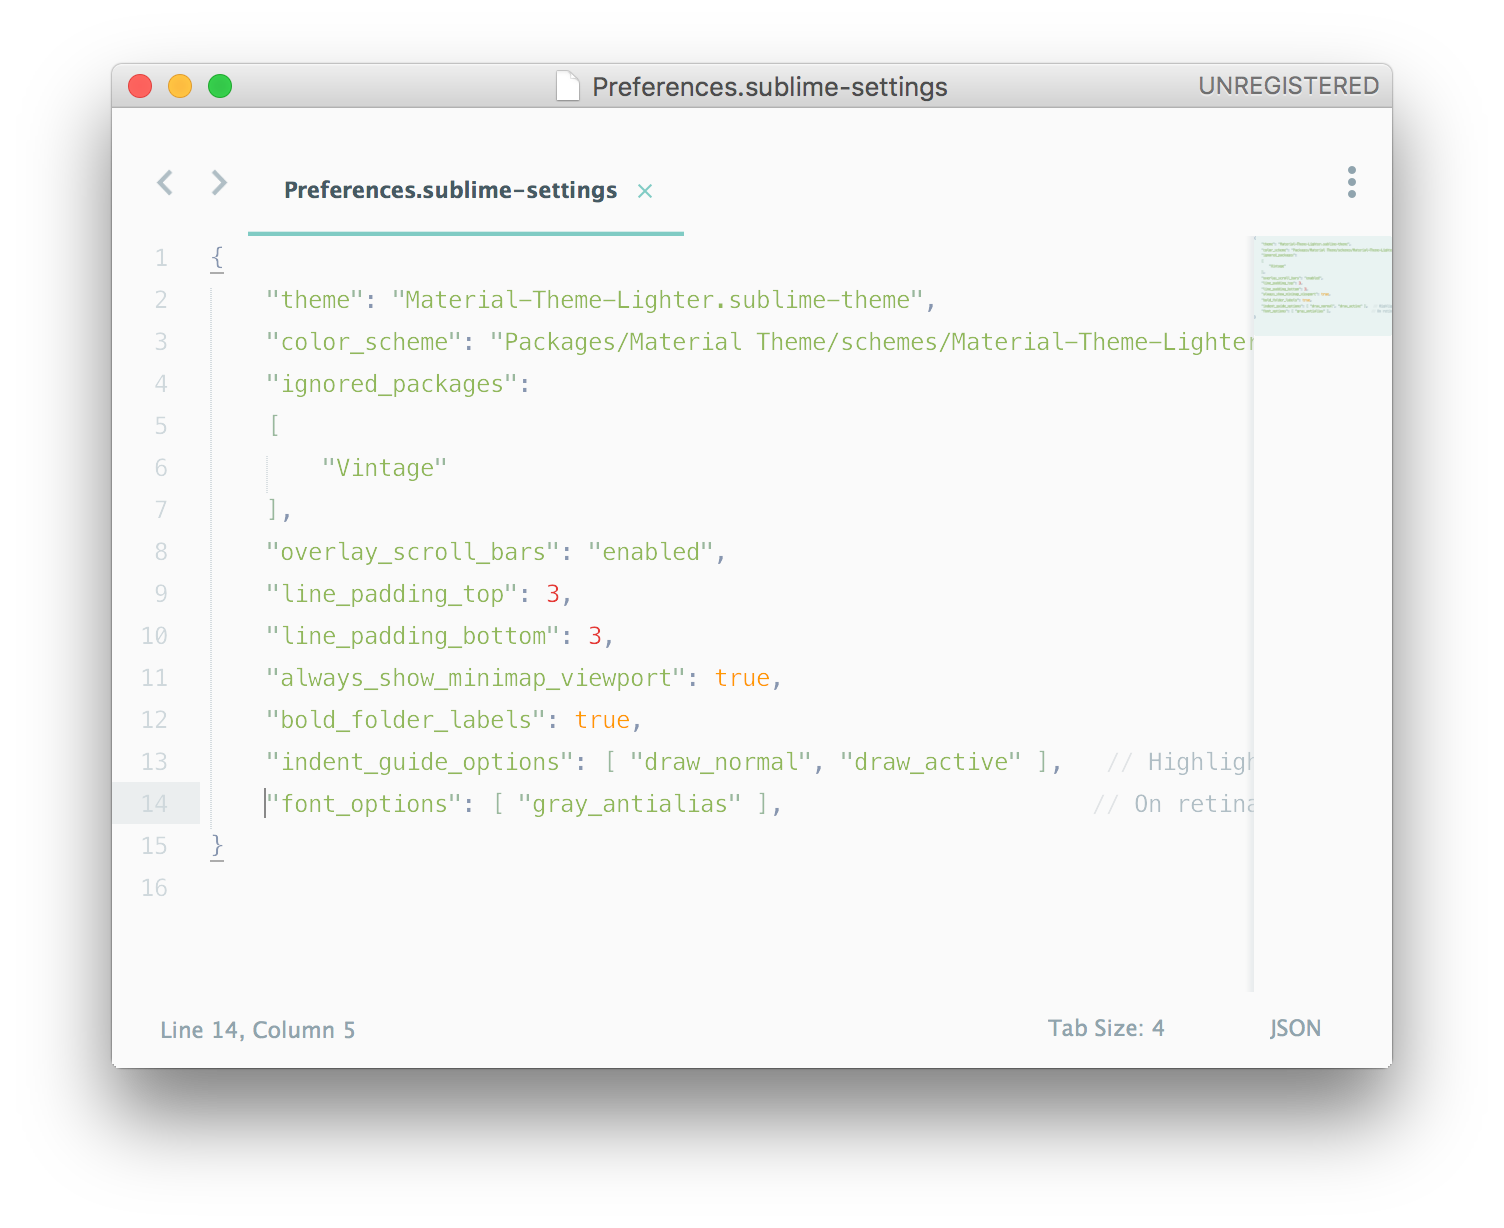 Preferences.sublime-settings UNREGISTERED
Preferences.sublime-settings ×
1 {
2 "theme": "Material-Theme-Lighter.sublime-theme",
3 "color_scheme": "Packages/Material Theme/schemes/Material-Theme-Lighter
4 "ignored_packages":
5 [
6 "Vintage"
7 ],
8 "overlay_scroll_bars": "enabled",
9 "line_padding_top": 3,
10 "line_padding_bottom": 3,
11 "always_show_minimap_viewport": true,
12 "bold_folder_labels": true,
13 "indent_guide_options": [ "draw_normal", "draw_active" ], // Highligh
14 "font_options": [ "gray_antialias" ], // On retina
15 }
16
Line 14, Column 5 Tab Size: 4 JSON